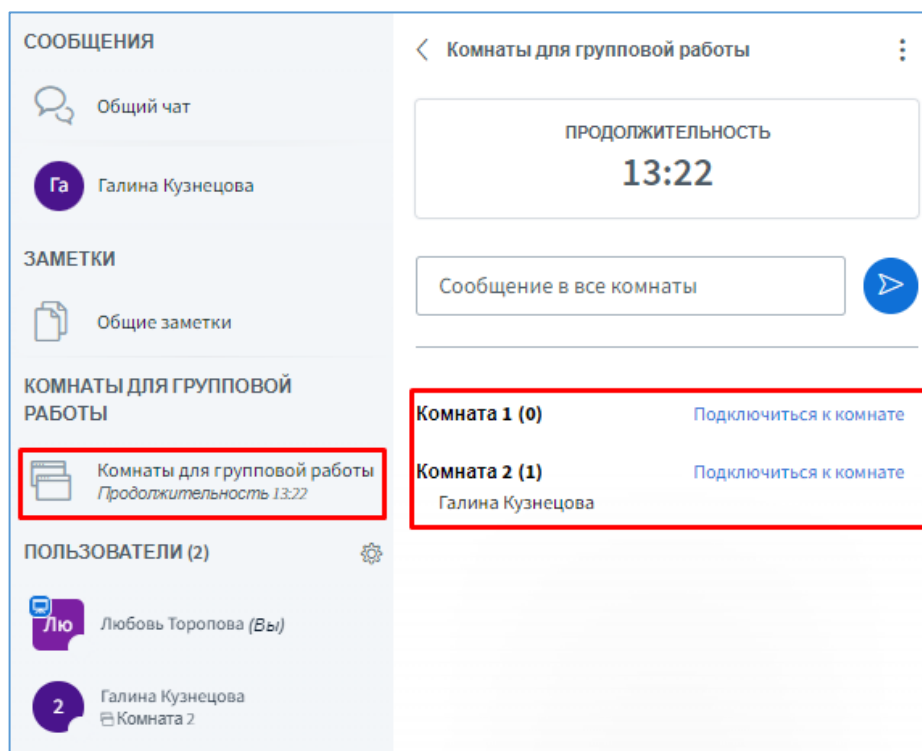 СООБЩЕНИЯ
Общий чат
Га
Галина Кузнецова
ЗАМЕТКИ
Общие заметки
КОМНАТЫ ДЛЯ ГРУППОВОЙ
РАБОТЫ
Комнаты для групповой работы
Продолжительность 13:22
ПОЛЬЗОВАТЕЛИ (2)
Лю
Любовь Торопова (Вы)
2
Галина Кузнецова
Комната 2
Комнаты для групповой работы
ПРОДОЛЖИТЕЛЬНОСТЬ
13:22
Сообщение в все комнаты
Комната 1 (0) Подключиться к комнате
Комната 2 (1) Подключиться к комнате
Галина Кузнецова